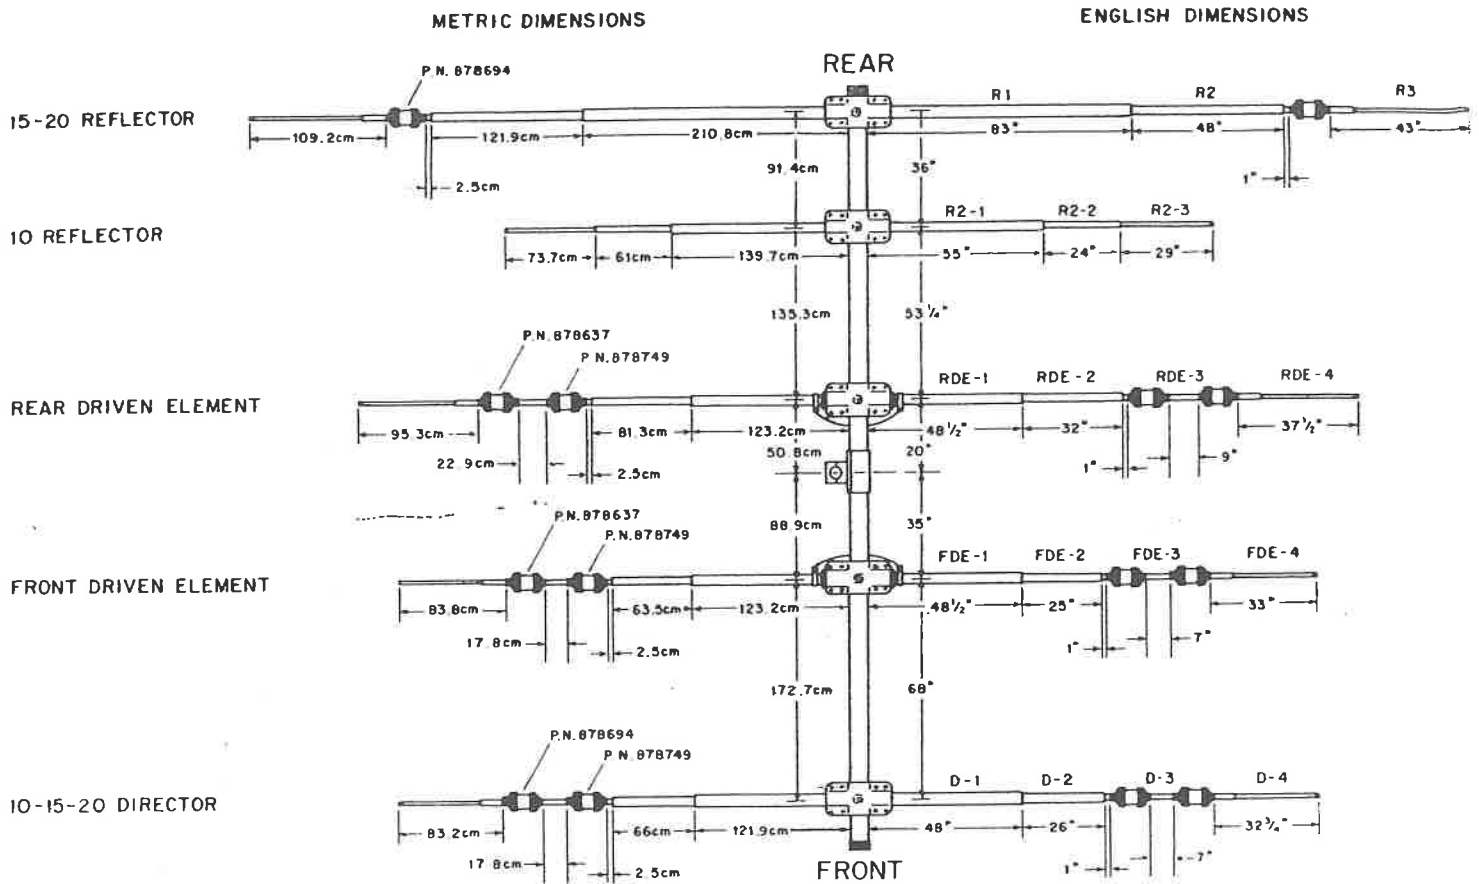 METRIC DIMENSIONS
ENGLISH DIMENSIONS
REAR
P.N. 878694
15-20 REFLECTOR
R1
R2
R3
109.2cm
121.9cm
210.8cm
83"
48"
43"
2.5cm
91.4cm
36"
1"
10 REFLECTOR
R2-1
R2-2
R2-3
73.7cm
61cm
139.7cm
55"
24"
29"
135.3cm
53 1/4"
P.N. 878637
P.N. 878749
REAR DRIVEN ELEMENT
RDE-1
RDE-2
RDE-3
RDE-4
95.3cm
81.3cm
123.2cm
48 1/2"
32"
37 1/2"
22.9cm
2.5cm
50.8cm
20"
1"
9"
P.N. 878637
P.N. 878749
88.9cm
35"
FRONT DRIVEN ELEMENT
FDE-1
FDE-2
FDE-3
FDE-4
83.8cm
63.5cm
123.2cm
48 1/2"
25"
33"
17.8cm
2.5cm
1"
7"
172.7cm
68"
P.N. 878694
P.N. 878749
10-15-20 DIRECTOR
D-1
D-2
D-3
D-4
83.2cm
66cm
121.9cm
48"
26"
32 3/4"
17.8cm
2.5cm
1"
7"
FRONT